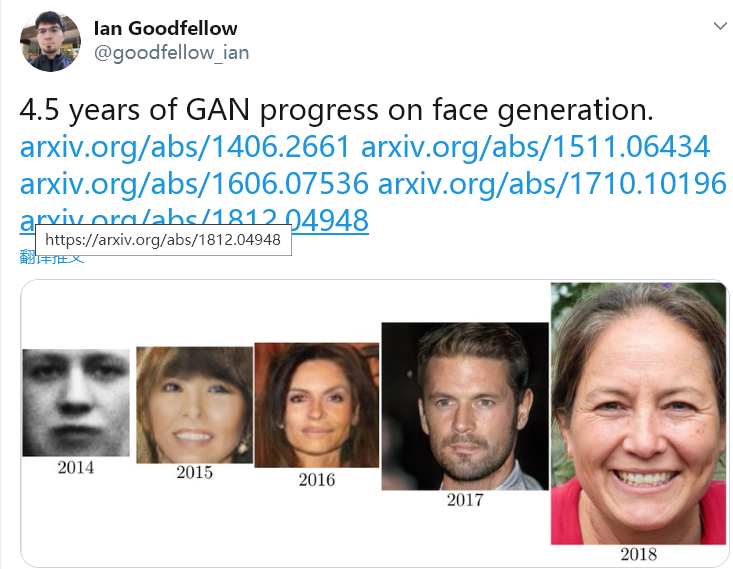 Ian Goodfellow
@goodfellow_ian
4.5 years of GAN progress on face generation.
arxiv.org/abs/1406.2661 arxiv.org/abs/1511.06434
arxiv.org/abs/1606.07536 arxiv.org/abs/1710.10196
arxiv.org/abs/1812.04948
https://arxiv.org/abs/1812.04948
翻译推文
2014
2015
2016
2017
2018